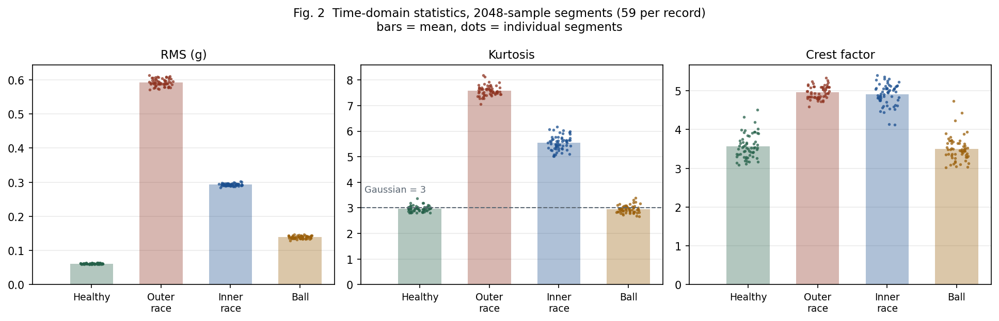 Fig. 2  Time-domain statistics, 2048-sample segments (59 per record)
bars = mean, dots = individual segments
RMS (g)
0.6
0.5
0.4
0.3
0.2
0.1
0.0
Healthy
Outer
race
Inner
race
Ball
Kurtosis
8
7
6
5
4
3
2
1
0
Gaussian = 3
Healthy
Outer
race
Inner
race
Ball
Crest factor
5
4
3
2
1
0
Healthy
Outer
race
Inner
race
Ball